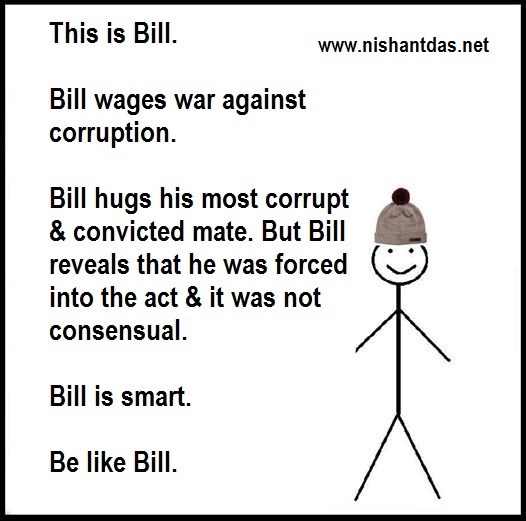 This is Bill.
www.nishantdas.net
Bill wages war against
corruption.
Bill hugs his most corrupt
& convicted mate. But Bill
reveals that he was forced
into the act & it was not
consensual.
Bill is smart.
Be like Bill.